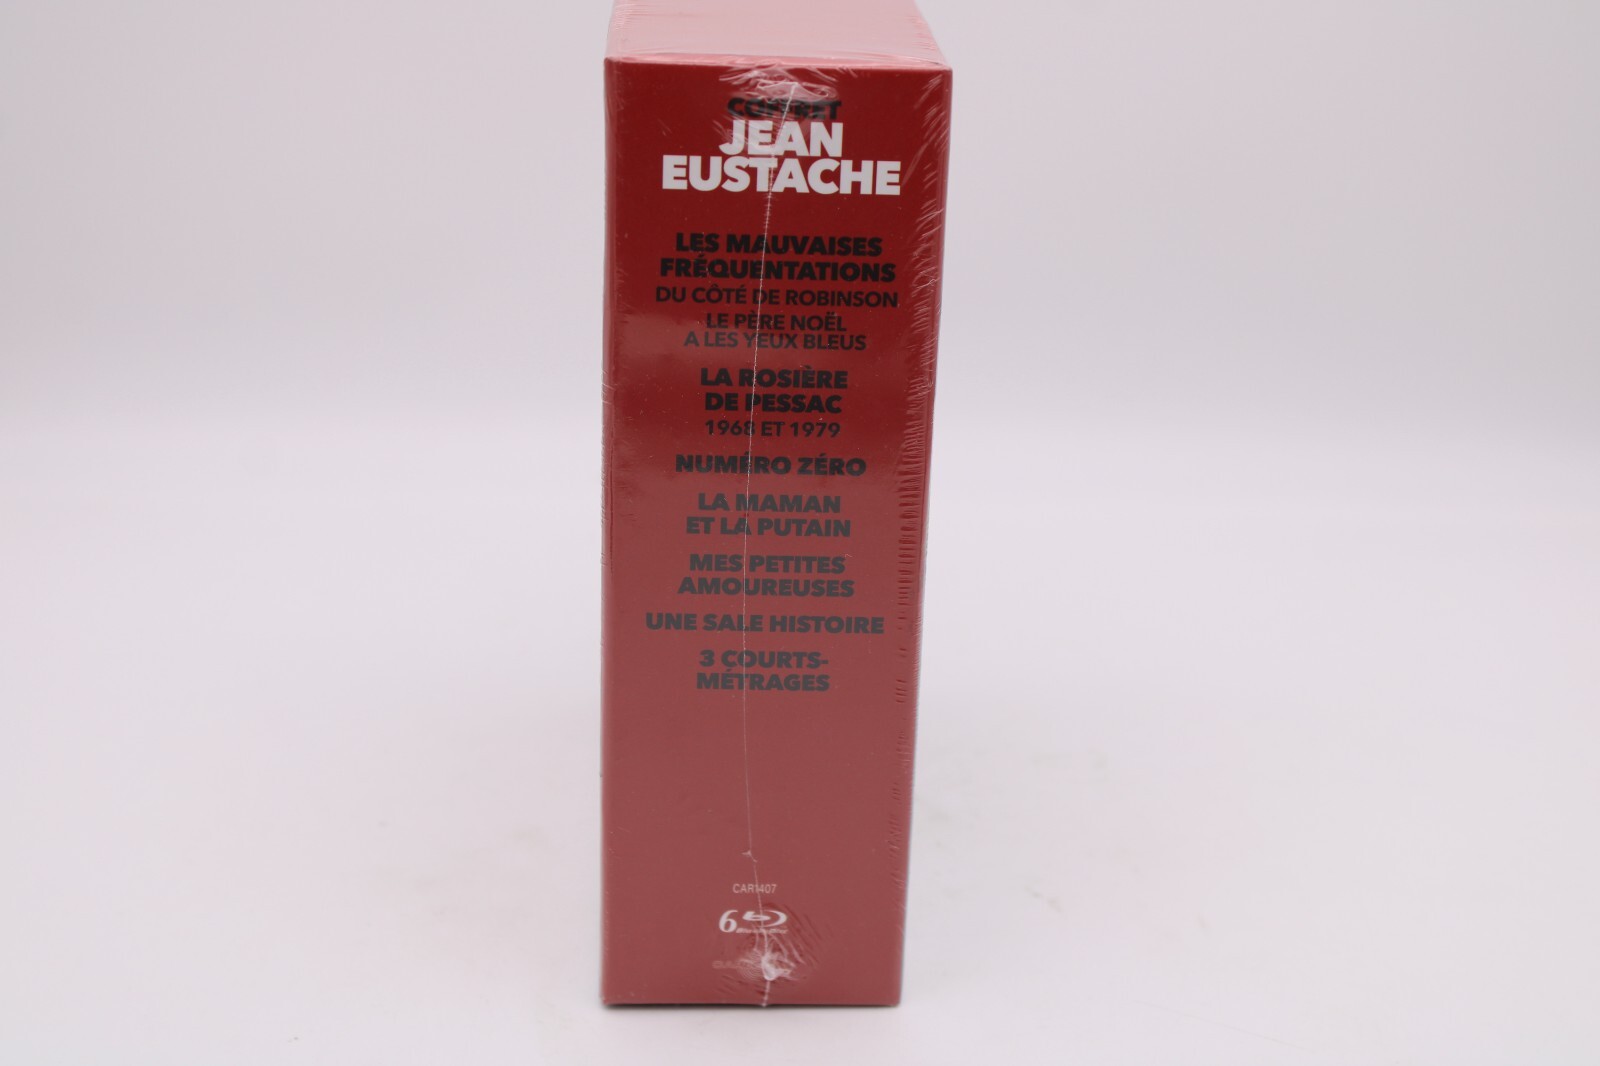 COFFRET
JEAN
EUSTACHE
LES MAUVAISES
FRÉQUENTATIONS
DU CÔTÉ DE ROBINSON
LE PÈRE NOËL
A LES YEUX BLEUS
LA ROSIÈRE
DE PESSAC
1968 ET 1979
NUMÉRO ZÉRO
LA MAMAN
ET LA PUTAIN
MES PETITES
AMOUREUSES
UNE SALE HISTOIRE
3 COURTS-
MÉTRAGES
CAR1407
6